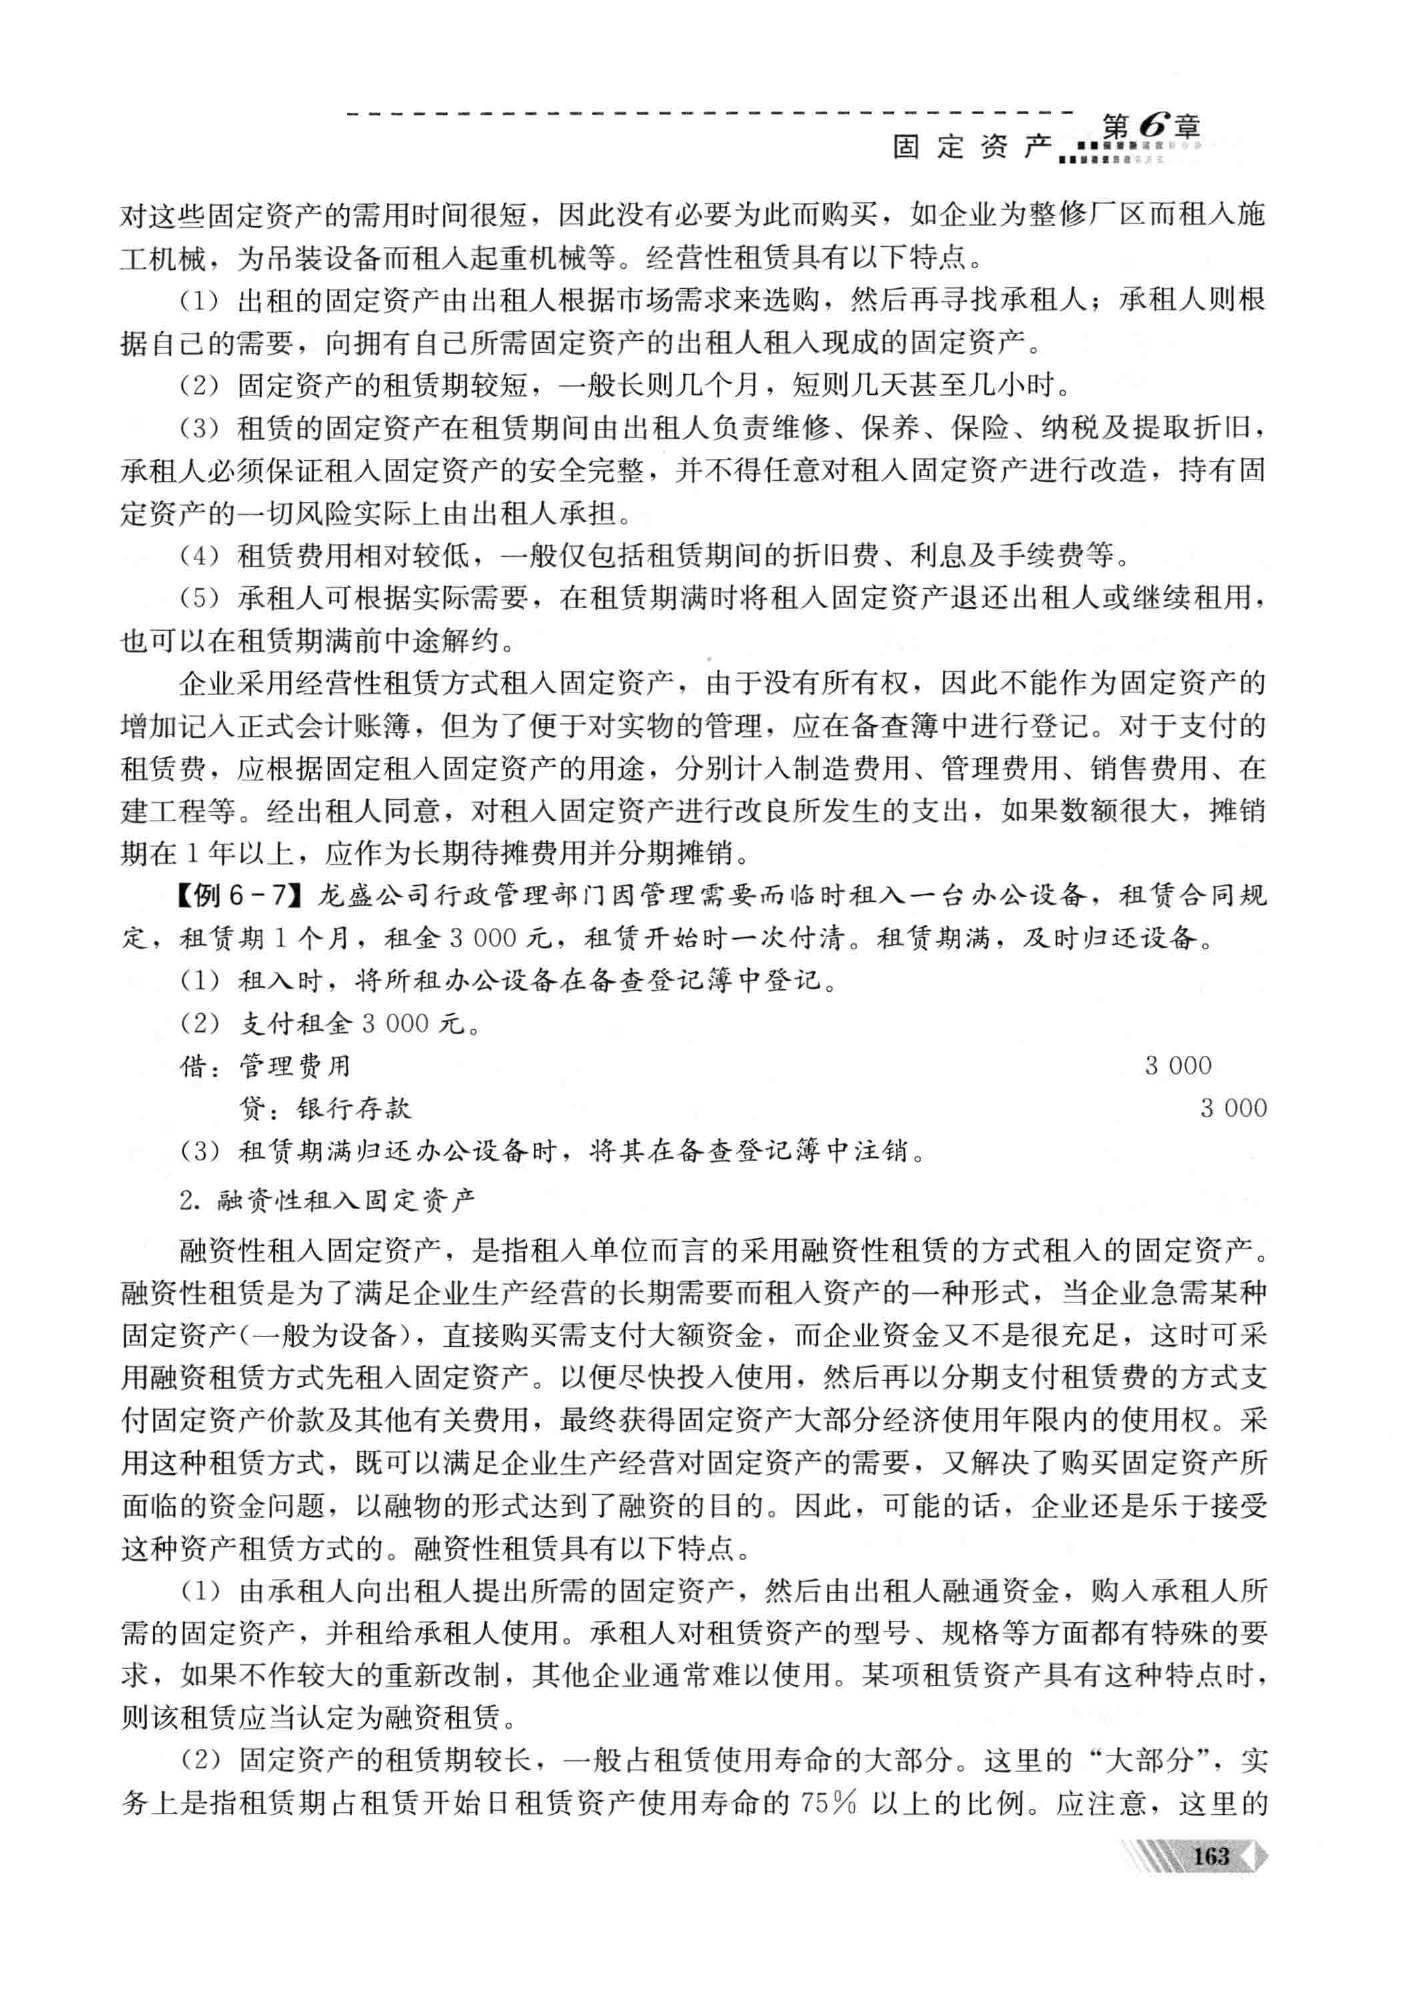 第6章
固定资产
对这些固定资产的需用时间很短，因此没有必要为此而购买，如企业为整修厂区而租入施
工机械，为吊装设备而租入起重机械等。经营性租赁具有以下特点。
（1）出租的固定资产由出租人根据市场需求来选购，然后再寻找承租人；承租人则根
据自己的需要，向拥有自己所需固定资产的出租人租入现成的固定资产。
（2）固定资产的租赁期较短，一般长则几个月，短则几天甚至几小时。
（3）租赁的固定资产在租赁期间由出租人负责维修、保养、保险、纳税及提取折旧，
承租人必须保证租入固定资产的安全完整，并不得任意对租入固定资产进行改造，持有固
定资产的一切风险实际上由出租人承担。
（4）租赁费用相对较低，一般仅包括租赁期间的折旧费、利息及手续费等。
（5）承租人可根据实际需要，在租赁期满时将租入固定资产退还出租人或继续租用，
也可以在租赁期满前中途解约。
企业采用经营性租赁方式租入固定资产，由于没有所有权，因此不能作为固定资产的
增加记入正式会计账簿，但为了便于对实物的管理，应在备查簿中进行登记。对于支付的
租赁费，应根据固定租入固定资产的用途，分别计入制造费用、管理费用、销售费用、在
建工程等。经出租人同意，对租入固定资产进行改良所发生的支出，如果数额很大，摊销
期在1年以上，应作为长期待摊费用并分期摊销。
【例6-7】龙盛公司行政管理部门因管理需要而临时租入一台办公设备，租赁合同规
定，租赁期1个月，租金3 000元，租赁开始时一次付清。租赁期满，及时归还设备。
（1）租入时，将所租办公设备在备查登记簿中登记。
（2）支付租金3 000元。
借：管理费用 3 000
贷：银行存款 3 000
（3）租赁期满归还办公设备时，将其在备查登记簿中注销。
2. 融资性租入固定资产
融资性租入固定资产，是指租入单位而言的采用融资性租赁的方式租入的固定资产。
融资性租赁是为了满足企业生产经营的长期需要而租入资产的一种形式，当企业急需某种
固定资产(一般为设备)，直接购买需支付大额资金，而企业资金又不是很充足，这时可采
用融资租赁方式先租入固定资产。以便尽快投入使用，然后再以分期支付租赁费的方式支
付固定资产价款及其他有关费用，最终获得固定资产大部分经济使用年限内的使用权。采
用这种租赁方式，既可以满足企业生产经营对固定资产的需要，又解决了购买固定资产所
面临的资金问题，以融物的形式达到了融资的目的。因此，可能的话，企业还是乐于接受
这种资产租赁方式的。融资性租赁具有以下特点。
（1）由承租人向出租人提出所需的固定资产，然后由出租人融通资金，购入承租人所
需的固定资产，并租给承租人使用。承租人对租赁资产的型号、规格等方面都有特殊的要
求，如果不作较大的重新改制，其他企业通常难以使用。某项租赁资产具有这种特点时，
则该租赁应当认定为融资租赁。
（2）固定资产的租赁期较长，一般占租赁使用寿命的大部分。这里的“大部分”，实
务上是指租赁期占租赁开始日租赁资产使用寿命的75%以上的比例。应注意，这里的
163